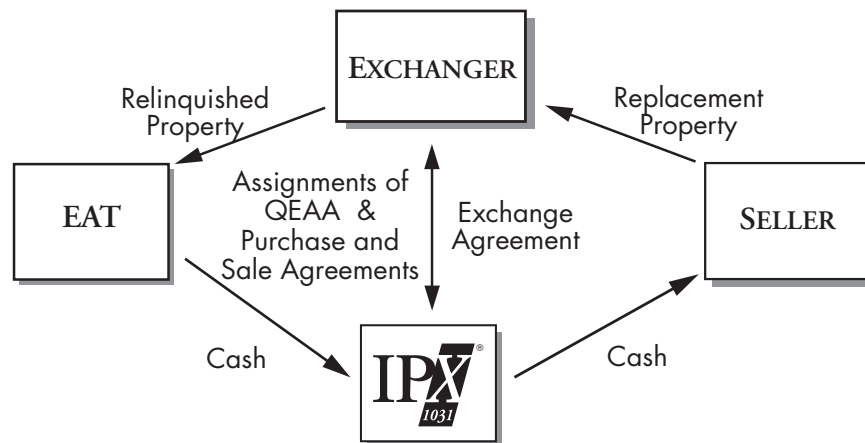 EXCHANGER
Relinquished
Property
Replacement
Property
EAT
Assignments of
QEAA &
Purchase and
Sale Agreements
Exchange
Agreement
SELLER
Cash
IPX®
1031
Cash